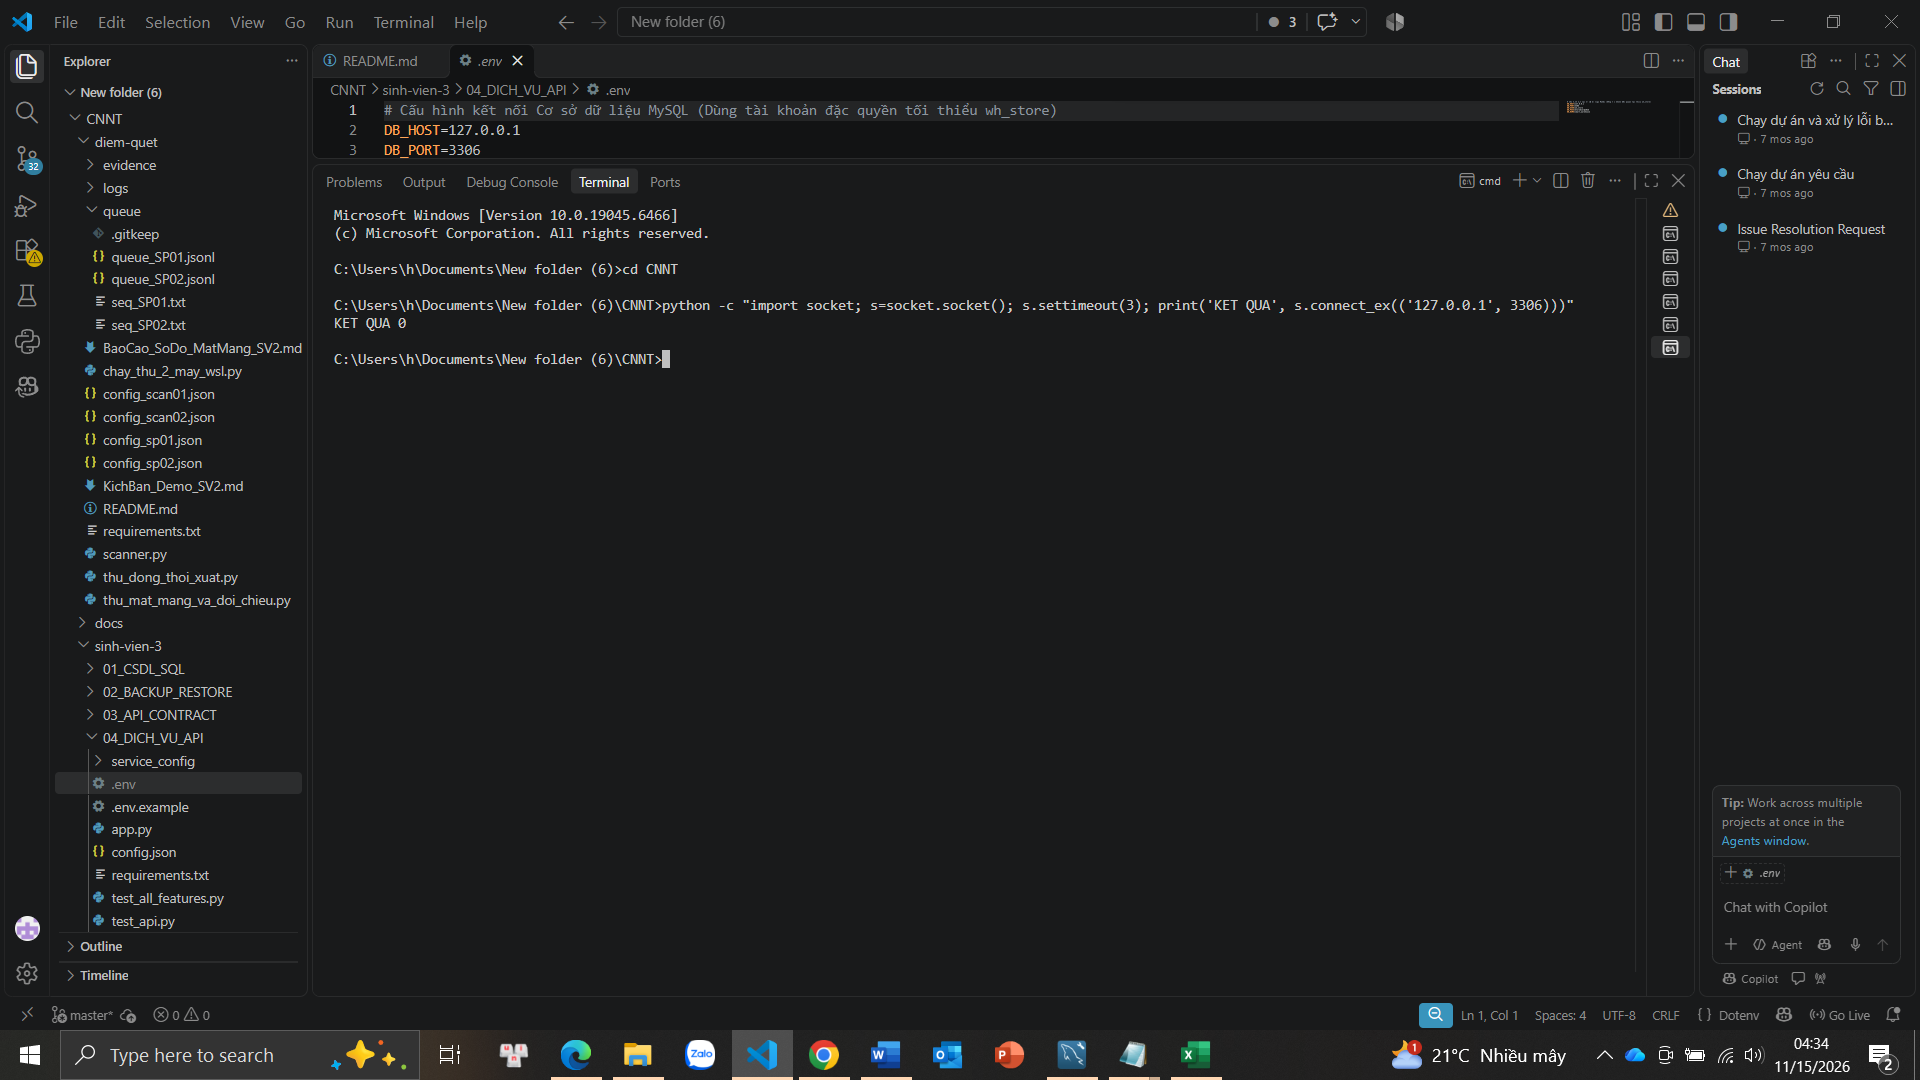 File Edit Selection View Go Run Terminal Help
New folder (6)
3
Explorer
New folder (6)
CNNT
diem-quet
evidence
logs
queue
.gitkeep
queue_SP01.jsonl
queue_SP02.jsonl
seq_SP01.txt
seq_SP02.txt
BaoCao_SoDo_MatMang_SV2.md
chay_thu_2_may_wsl.py
config_scan01.json
config_scan02.json
config_sp01.json
config_sp02.json
KichBan_Demo_SV2.md
README.md
requirements.txt
scanner.py
thu_dong_thoi_xuat.py
thu_mat_mang_va_doi_chieu.py
docs
sinh-vien-3
01_CSDL_SQL
02_BACKUP_RESTORE
03_API_CONTRACT
04_DICH_VU_API
service_config
.env
.env.example
app.py
config.json
requirements.txt
test_all_features.py
test_api.py
Outline
Timeline
32
README.md
.env
CNNT > sinh-vien-3 > 04_DICH_VU_API > .env
1 # Cấu hình kết nối Cơ sở dữ liệu MySQL (Dùng tài khoản đặc quyền tối thiểu wh_store)
2 DB_HOST=127.0.0.1
3 DB_PORT=3306
Problems Output Debug Console Terminal Ports
cmd
Microsoft Windows [Version 10.0.19045.6466]
(c) Microsoft Corporation. All rights reserved.
C:\Users\h\Documents\New folder (6)>cd CNNT
C:\Users\h\Documents\New folder (6)\CNNT>python -c "import socket; s=socket.socket(); s.settimeout(3); print('KET QUA', s.connect_ex(('127.0.0.1', 3306)))"
KET QUA 0
C:\Users\h\Documents\New folder (6)\CNNT>
Chat
Sessions
Chạy dự án và xử lý lỗi b...
· 7 mos ago
Chạy dự án yêu cầu
· 7 mos ago
Issue Resolution Request
· 7 mos ago
Tip: Work across multiple
projects at once in the
Agents window.
.env
Chat with Copilot
Agent
Copilot
master* 0 0
Ln 1, Col 1 Spaces: 4 UTF-8 CRLF { } Dotenv Go Live
Type here to search
Zalo
1
21°C Nhiều mây
04:34
11/15/2026
2